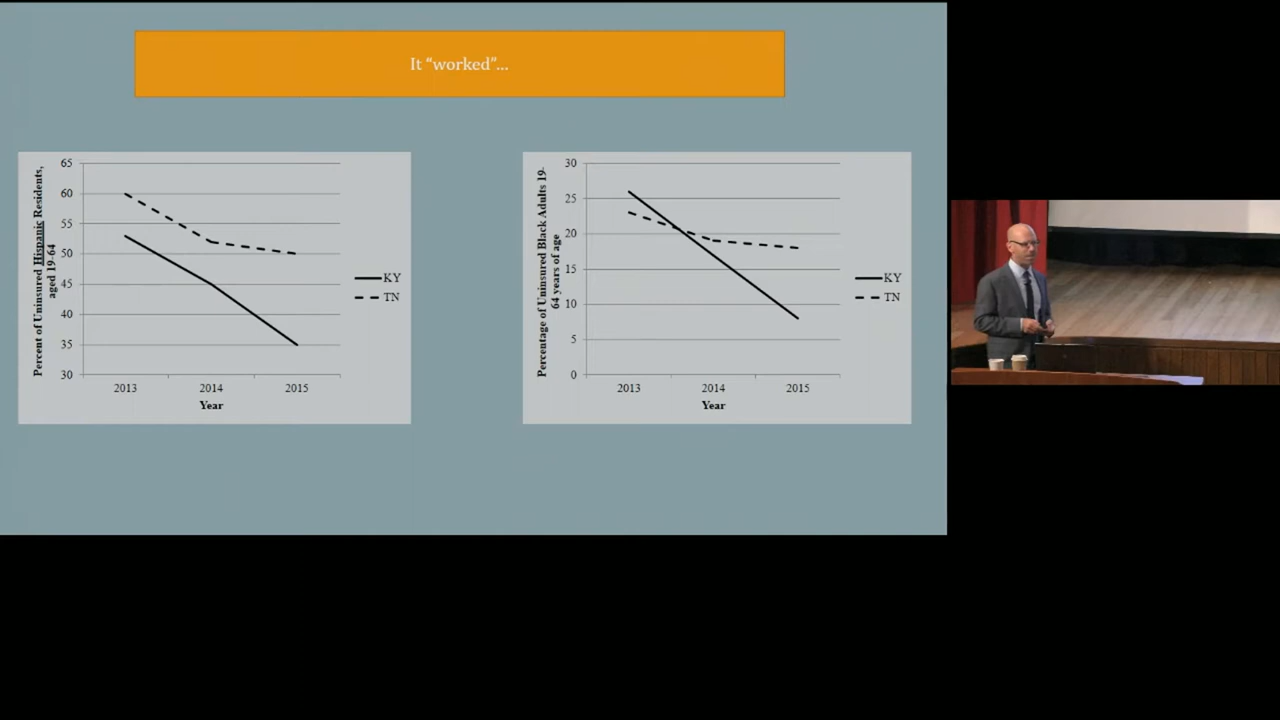 It “worked”...
Percent of Uninsured Hispanic Residents,
aged 19-64
65
60
55
50
45
40
35
30
2013 2014 2015
Year
KY
TN
Percentage of Uninsured Black Adults 19-
64 years of age
30
25
20
15
10
5
0
2013 2014 2015
Year
KY
TN